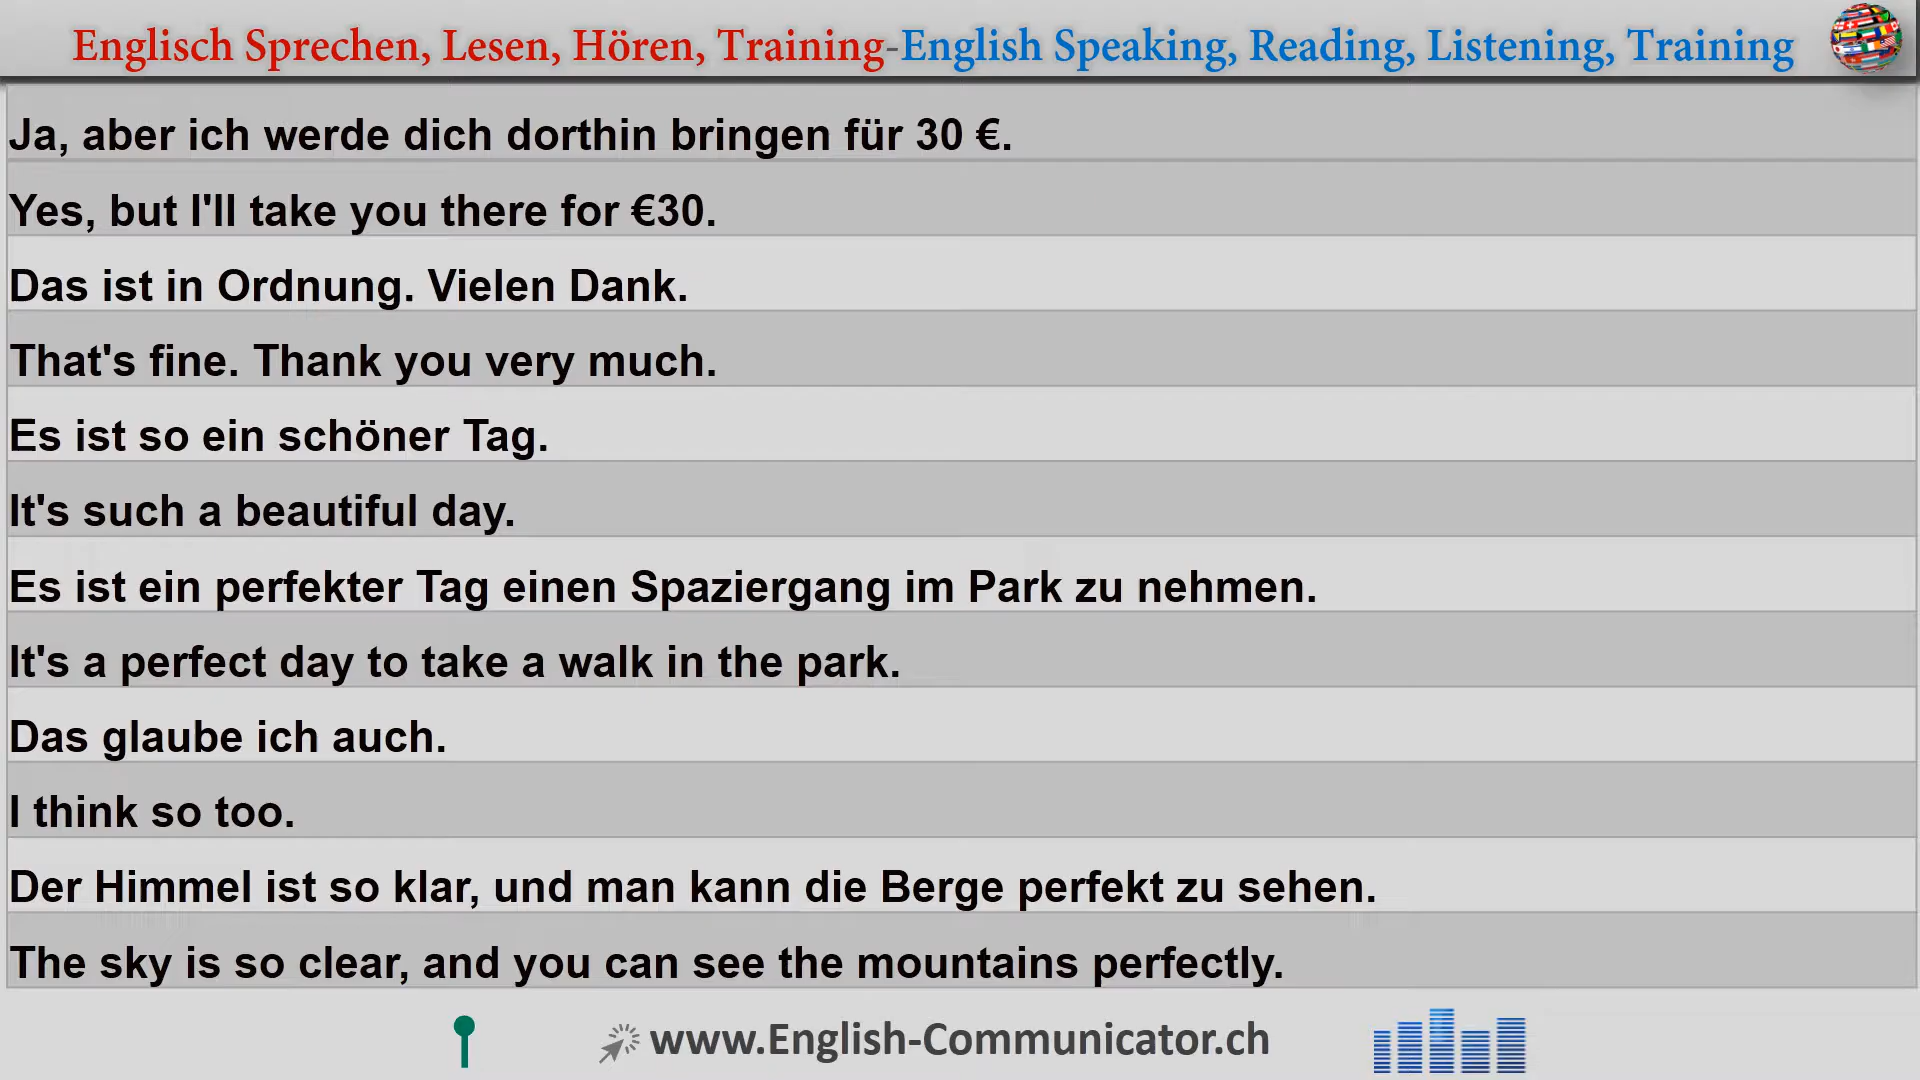 Englisch Sprechen, Lesen, Hören, Training-English Speaking, Reading, Listening, Training
Ja, aber ich werde dich dorthin bringen für 30 €.
Yes, but I'll take you there for €30.
Das ist in Ordnung. Vielen Dank.
That's fine. Thank you very much.
Es ist so ein schöner Tag.
It's such a beautiful day.
Es ist ein perfekter Tag einen Spaziergang im Park zu nehmen.
It's a perfect day to take a walk in the park.
Das glaube ich auch.
I think so too.
Der Himmel ist so klar, und man kann die Berge perfekt zu sehen.
The sky is so clear, and you can see the mountains perfectly.
www.English-Communicator.ch